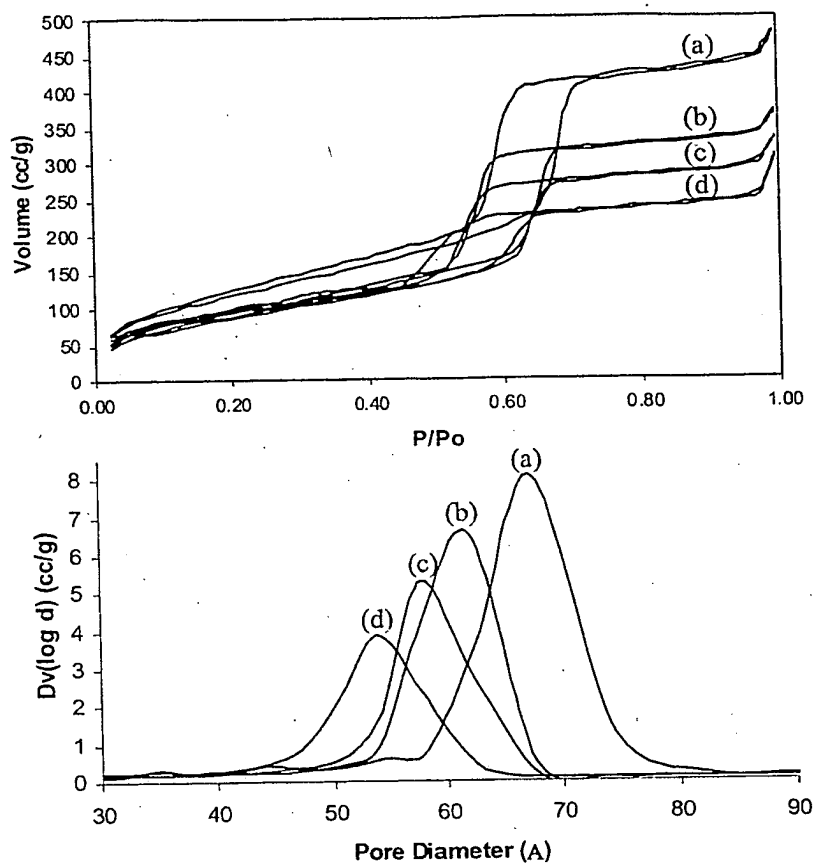 500
450
400
350
300
250
200
150
100
50
0
Volume (cc/g)
(a)
(b)
(c)
(d)
0.00 0.20 0.40 0.60 0.80 1.00
P/Po
8
7
6
5
4
3
2
1
0
Dv(log d) (cc/g)
(a)
(b)
(c)
(d)
30 40 50 60 70 80 90
Pore Diameter (A)